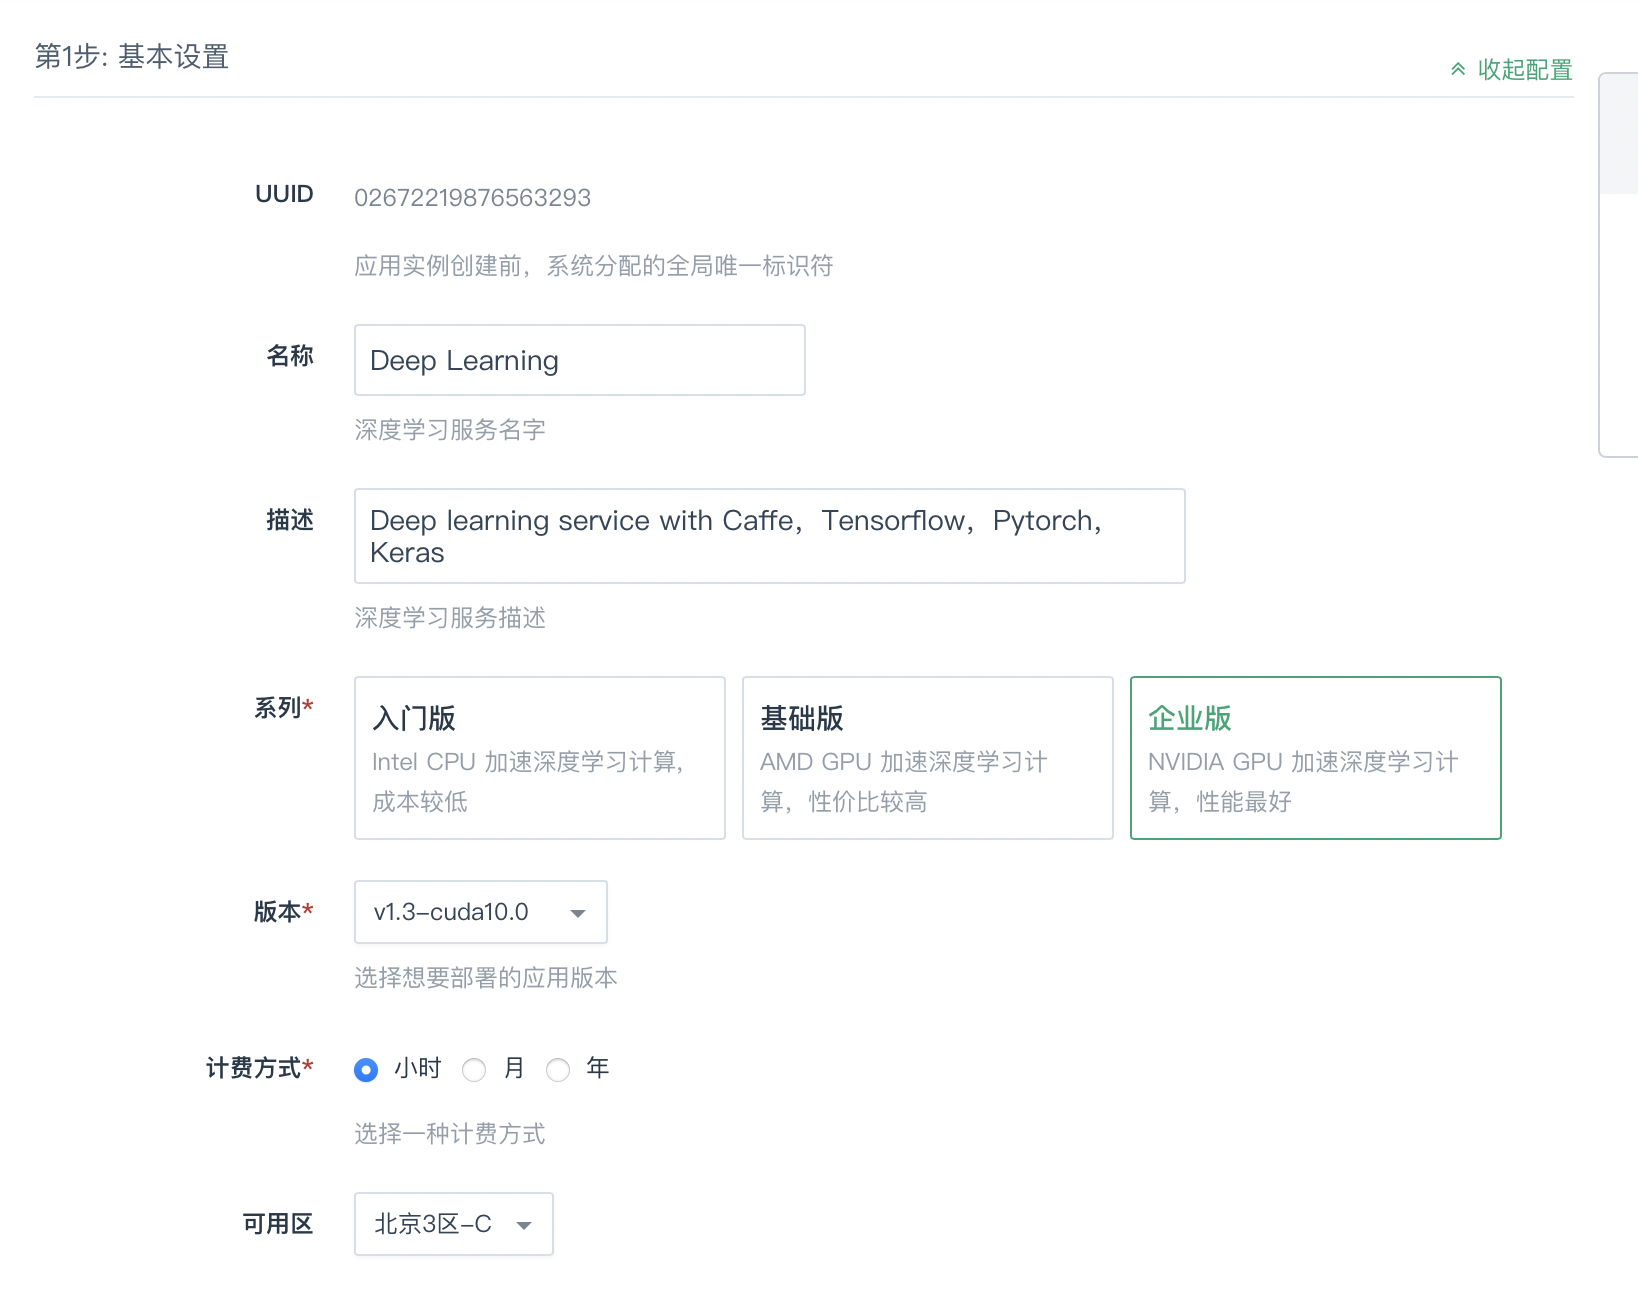 第1步: 基本设置
收起配置
UUID
02672219876563293
应用实例创建前，系统分配的全局唯一标识符
名称
Deep Learning
深度学习服务名字
描述
Deep learning service with Caffe，Tensorflow，Pytorch，
Keras
深度学习服务描述
系列*
入门版
Intel CPU 加速深度学习计算，
成本较低
基础版
AMD GPU 加速深度学习计
算，性价比较高
企业版
NVIDIA GPU 加速深度学习计
算，性能最好
版本*
v1.3-cuda10.0
选择想要部署的应用版本
计费方式*
小时 月 年
选择一种计费方式
可用区
北京3区-C